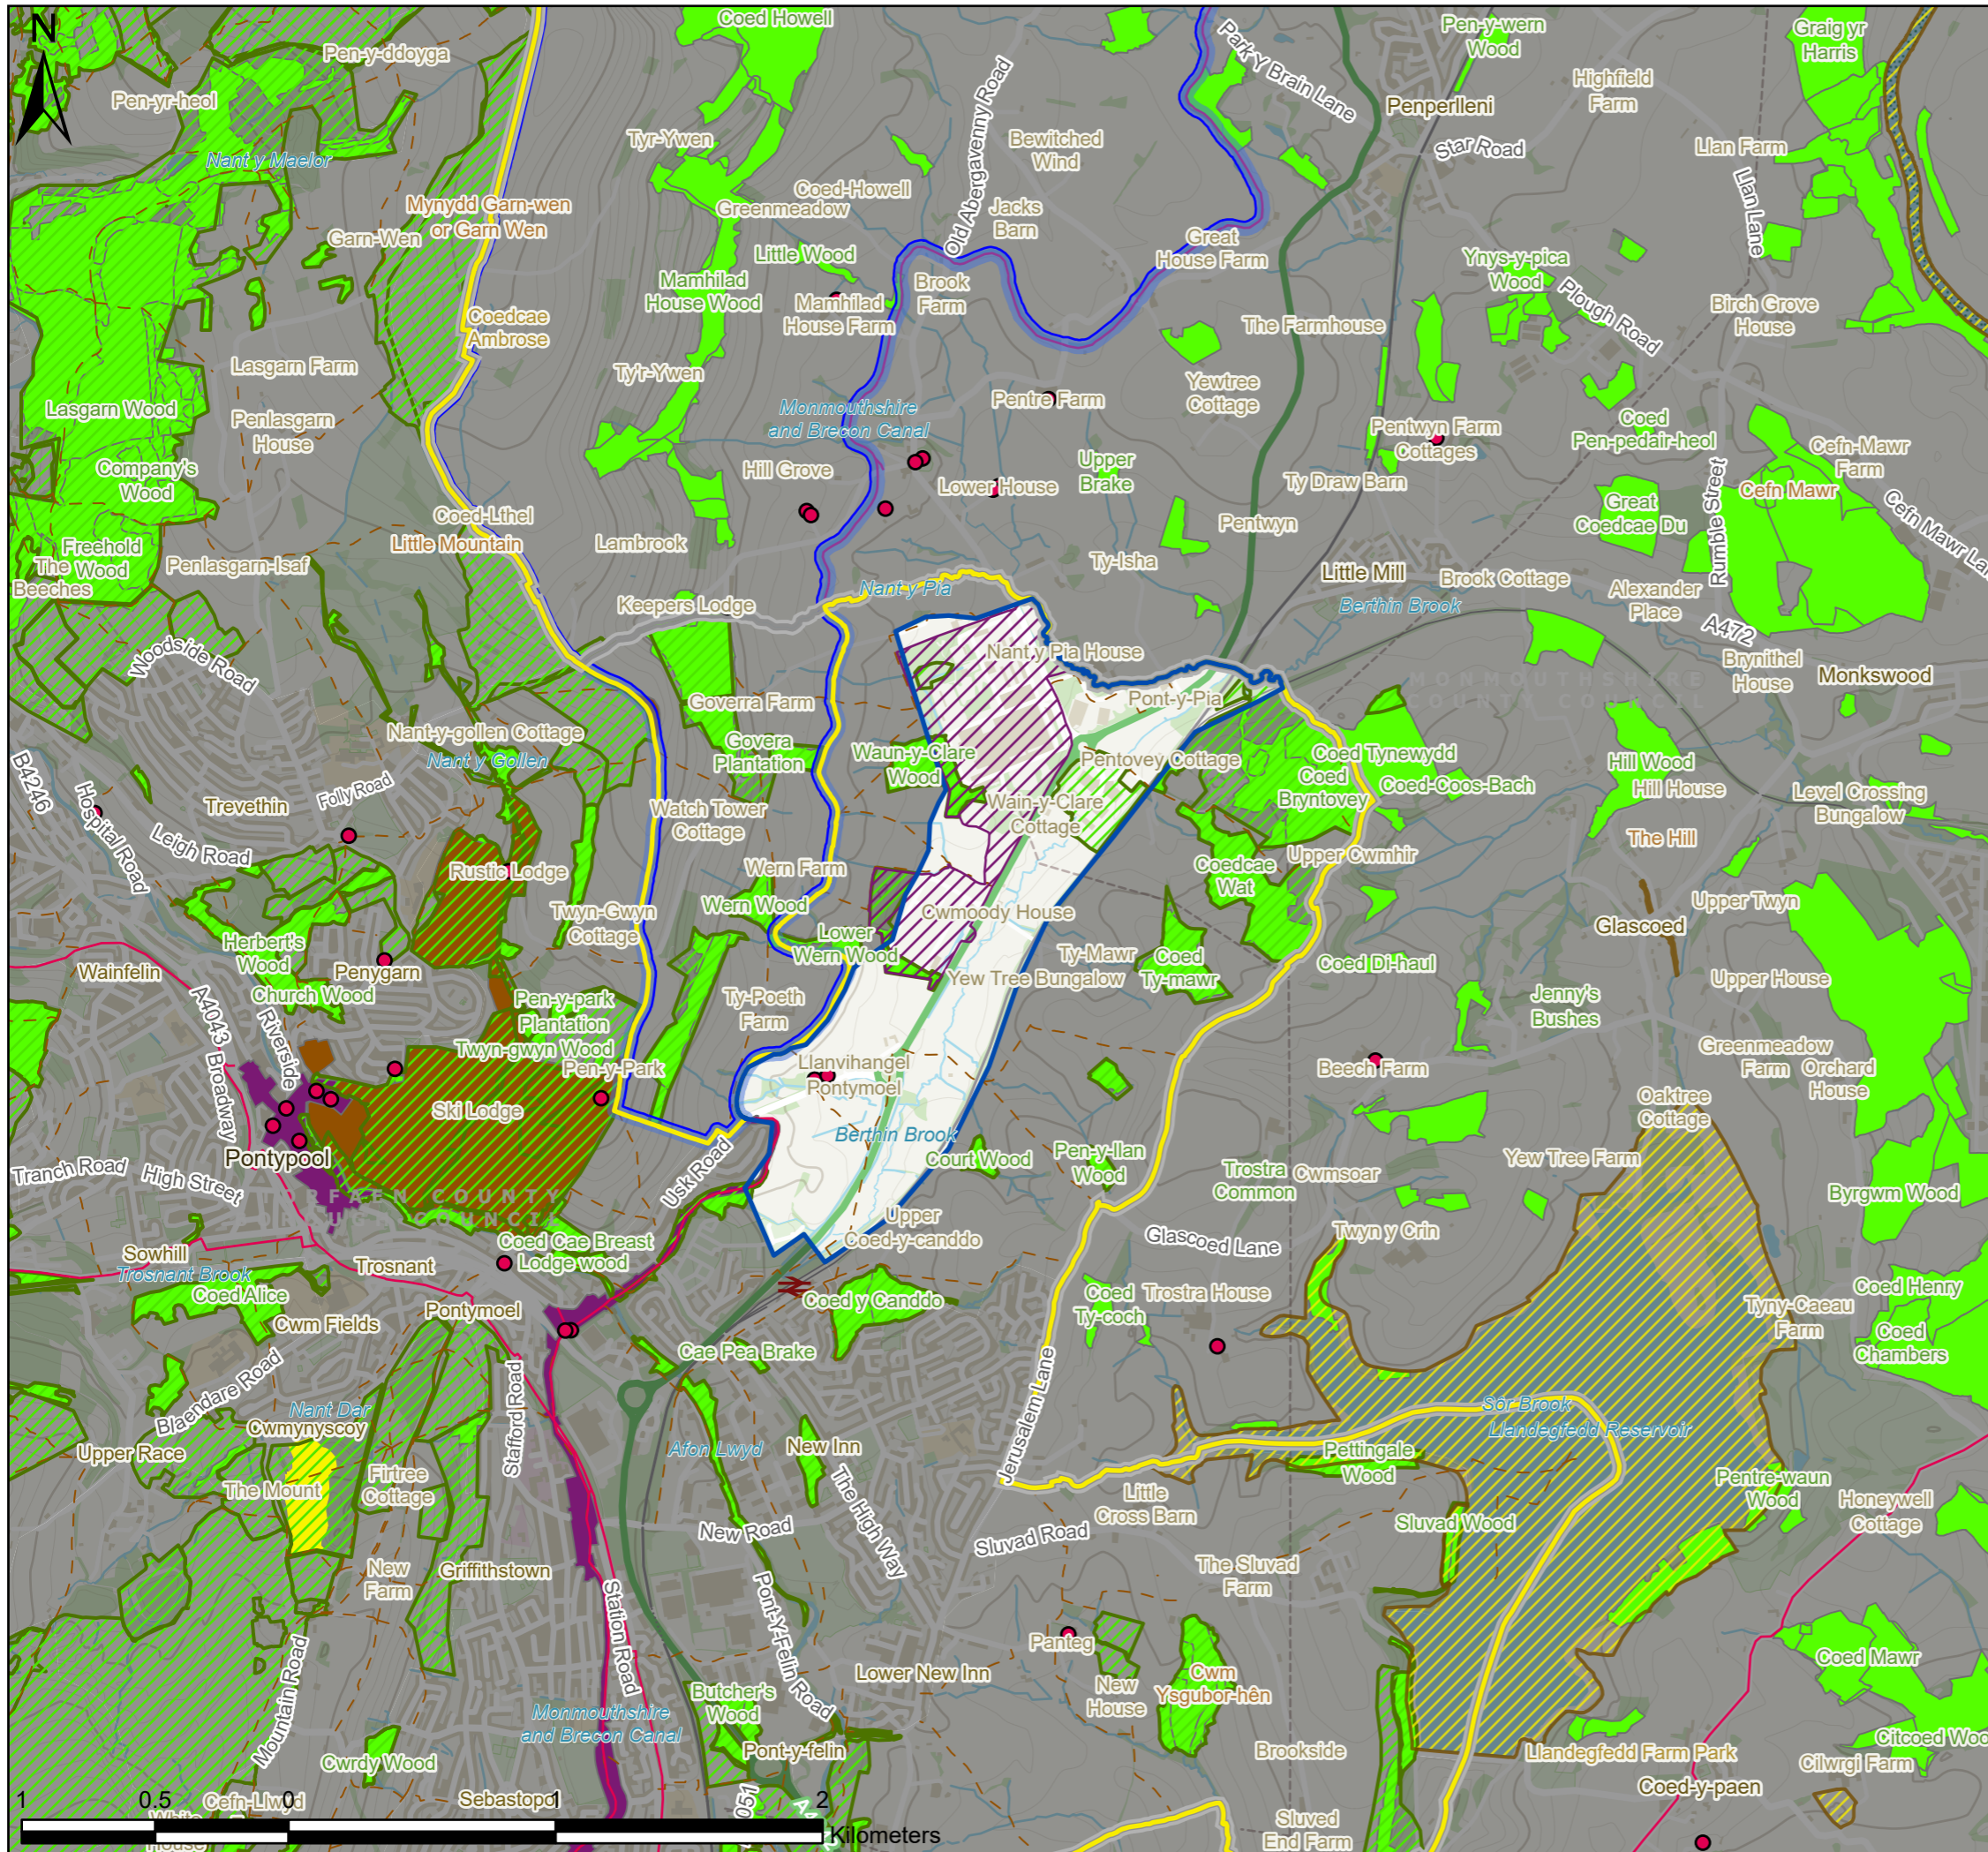 N
Coed Howell
Pen-y-ddoyga
Pen-yr-heol
Park Y Brain Lane
Pen-y-wern
Wood
Graig yr
Harris
Highfield
Farm
Penperlleni
Star Road
Llan Farm
Llan Lane
Old Abergavenny Road
Bewitched
Wind
Tyr-Ywen
Nant y Maelor
Coed-Howell
Greenmeadow
Jacks
Barn
Mynydd Garn-wen
or Garn Wen
Garn-Wen
Great
House Farm
Little Wood
Ynys-y-pica
Wood
Plough Road
Mamhilad
House Wood
Brook
Farm
Mamhilad
House Farm
Birch Grove
House
The Farmhouse
Coedcae
Ambrose
Lasgarn Farm
Ty'r-Ywen
Yewtree
Cottage
Pentre Farm
Lasgarn Wood
Penlasgarn
House
Monmouthshire
and Brecon Canal
Pentwyn Farm
Cottages
Coed
Pen-pedair-heol
Cefn-Mawr
Farm
Cefn Mawr
Company's
Wood
Hill Grove
Upper
Brake
Lower House
Ty Draw Barn
Rumble Street
Great
Coedcae Du
Coed-Lthel
Pentwyn
Little Mountain
Lambrook
Freehold
Wood
The
Beeches
Penlasgarn-Isaf
Ty-Isha
Little Mill
Brook Cottage
Alexander
Place
Nant y Pia
Keepers Lodge
Berthin Brook
A472
Woodside Road
Nant y Pia House
Brynithel
House
Monkswood
MONMOUTHSHIRE
COUNTY COUNCIL
Goverra Farm
Pont-y-Pia
Nant-y-gollen Cottage
Nant y Gollen
Govera
Plantation
Waun-y-Clare
Wood
Pentovey Cottage
Coed Tynewydd
Coed
Bryntovey
Coed-Coos-Bach
Hill Wood
Hill House
B4246
Hospital Road
Trevethin
Folly Road
Leigh Road
Watch Tower
Cottage
Wain-y-Clare
Cottage
Level Crossing
Bungalow
The Hill
Rustic Lodge
Wern Farm
Upper Cwmhir
Coedcae
Wat
Wern Wood
Twyn-Gwyn
Cottage
Cwmoody House
Upper Twyn
Glascoed
Herbert's
Wood
Lower
Wern Wood
Wainfelin
Penygarn
Ty-Mawr
Coed
Ty-mawr
Coed Di-haul
Yew Tree Bungalow
Upper House
Church Wood
Pen-y-park
Plantation
Ty-Poeth
Farm
Jenny's
Bushes
A4043
Broadway
Riverside
Twyn-gwyn Wood
Pen-y-Park
Llanvihangel
Pontymoel
Beech Farm
Greenmeadow
Farm
Orchard
House
Ski Lodge
Oaktree
Cottage
Berthin Brook
Court Wood
Pen-y-llan
Wood
Pontypool
Tranch Road
High Street
Usk Road
Trostra
Common
Cwmsoar
Yew Tree Farm
Byrgwm Wood
RFAEN COUNTY
OROUGH COUNCIL
Upper
Coed-y-canddo
Glascoed Lane
Twyn y Crin
Coed Cae Breast
Lodge wood
Sowhill
Trosnant Brook
Trosnant
Coed Alice
Coed y Canddo
Coed
Ty-coch
Trostra House
Coed Henry
Tyny-Caeau
Farm
Pontymoel
Cwm Fields
Coed
Chambers
Cae Pea Brake
Blaendare Road
Stafford Road
Jerusalem Lane
Nant Dar
Cwmynyscoy
Sôr Brook
Llandegfedd Reservoir
Afon Lwyd
New Inn
Upper Race
Pettingale
Wood
Firtree
Cottage
The Mount
The High Way
Little
Cross Barn
Pentre-waun
Wood
Honeywell
Cottage
Sluvad Wood
New Road
Sluvad Road
New
Farm
Griffithstown
The Sluvad
Farm
Station Road
Pont-Y-Felin Road
Panteg
Coed Mawr
Lower New Inn
Cwm
Ysgubor-hên
Mountain Road
Butcher's
Wood
New
House
Monmouthshire
and Brecon Canal
Cwrdy Wood
Pont-y-felin
Brookside
Llandegfedd Farm Park
Cilwrgi Farm
Coed-y-paen
1 0.5 0 1 2
Kilometers
Sluved
End Farm